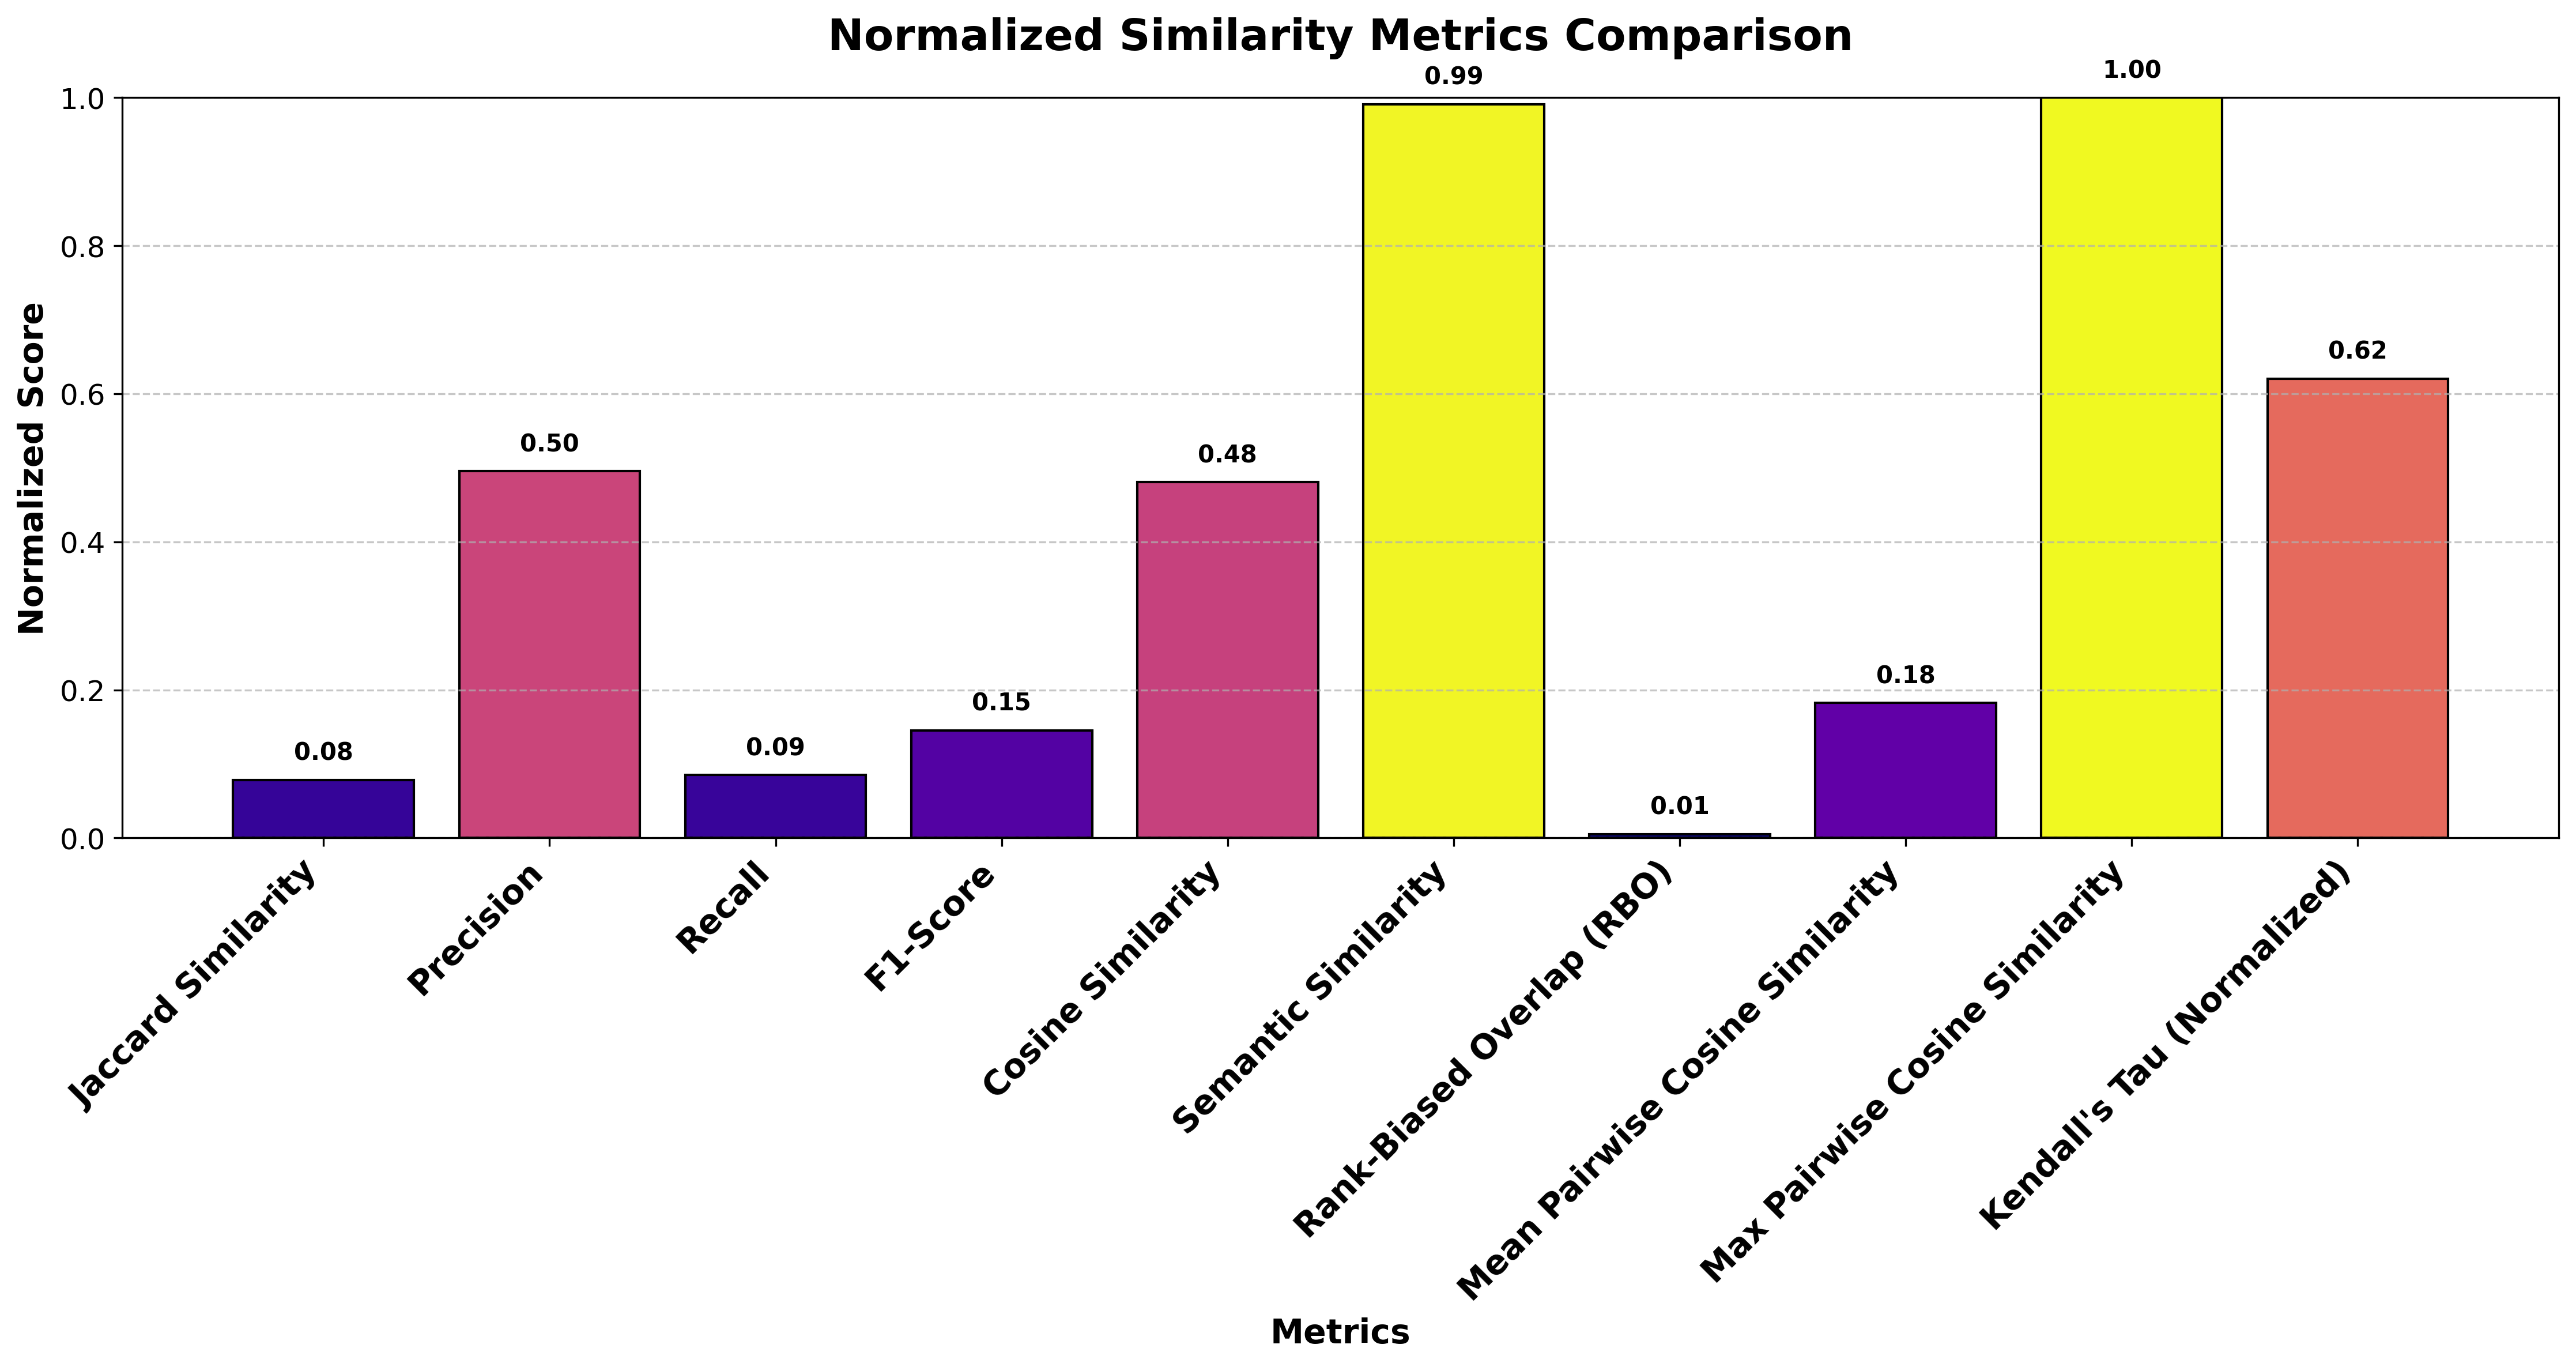 Normalized Similarity Metrics Comparison
Normalized Score
1.0
0.8
0.6
0.4
0.2
0.0
0.08
0.50
0.09
0.15
0.48
0.99
0.01
0.18
1.00
0.62
Jaccard Similarity
Precision
Recall
F1-Score
Cosine Similarity
Semantic Similarity
Rank-Biased Overlap (RBO)
Mean Pairwise Cosine Similarity
Max Pairwise Cosine Similarity
Kendall's Tau (Normalized)
Metrics